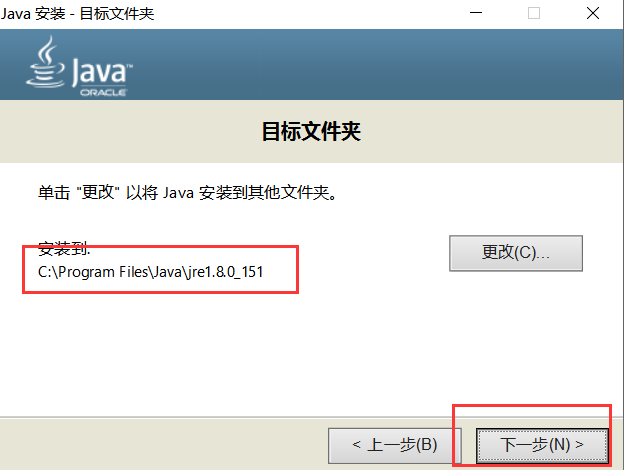 Java 安装 - 目标文件夹
Java™
ORACLE
目标文件夹
单击 "更改" 以将 Java 安装到其他文件夹。
安装到:
C:\Program Files\Java\jre1.8.0_151
更改(C)...
< 上一步(B)
下一步(N) >